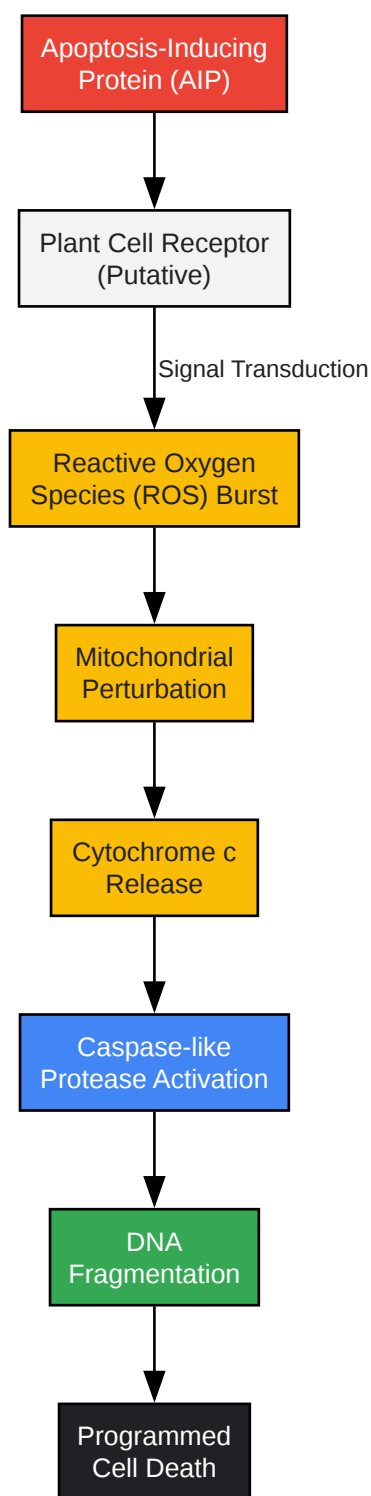 Apoptosis-Inducing
Protein (AIP)
Plant Cell Receptor
(Putative)
Signal Transduction
Reactive Oxygen
Species (ROS) Burst
Mitochondrial
Perturbation
Cytochrome c
Release
Caspase-like
Protease Activation
DNA
Fragmentation
Programmed
Cell Death